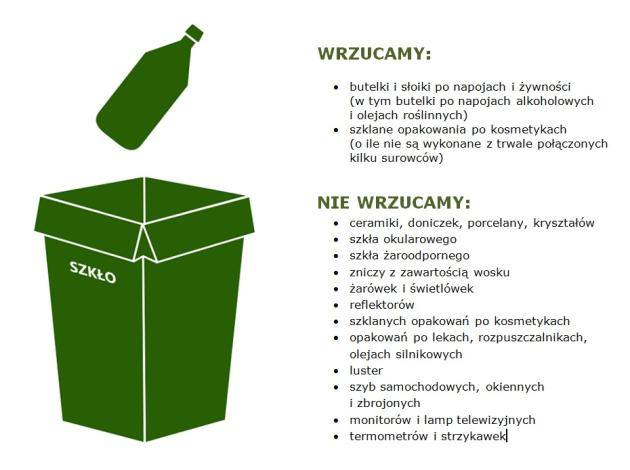 WRZUCAMY:
butelki i słoiki po napojach i żywności
(w tym butelki po napojach alkoholowych
i olejach roślinnych)
szklane opakowania po kosmetykach
(o ile nie są wykonane z trwale połączonych
kilku surowców)
SZKŁO
NIE WRZUCAMY:
ceramiki, doniczek, porcelany, kryształów
szkła okularowego
szkła żaroodpornego
zniczy z zawartością wosku
żarówek i świetlówek
reflektorów
szklanych opakowań po kosmetykach
opakowań po lekach, rozpuszczalnikach,
olejach silnikowych
luster
szyb samochodowych, okiennych
i zbrojonych
monitorów i lamp telewizyjnych
termometrów i strzykawek